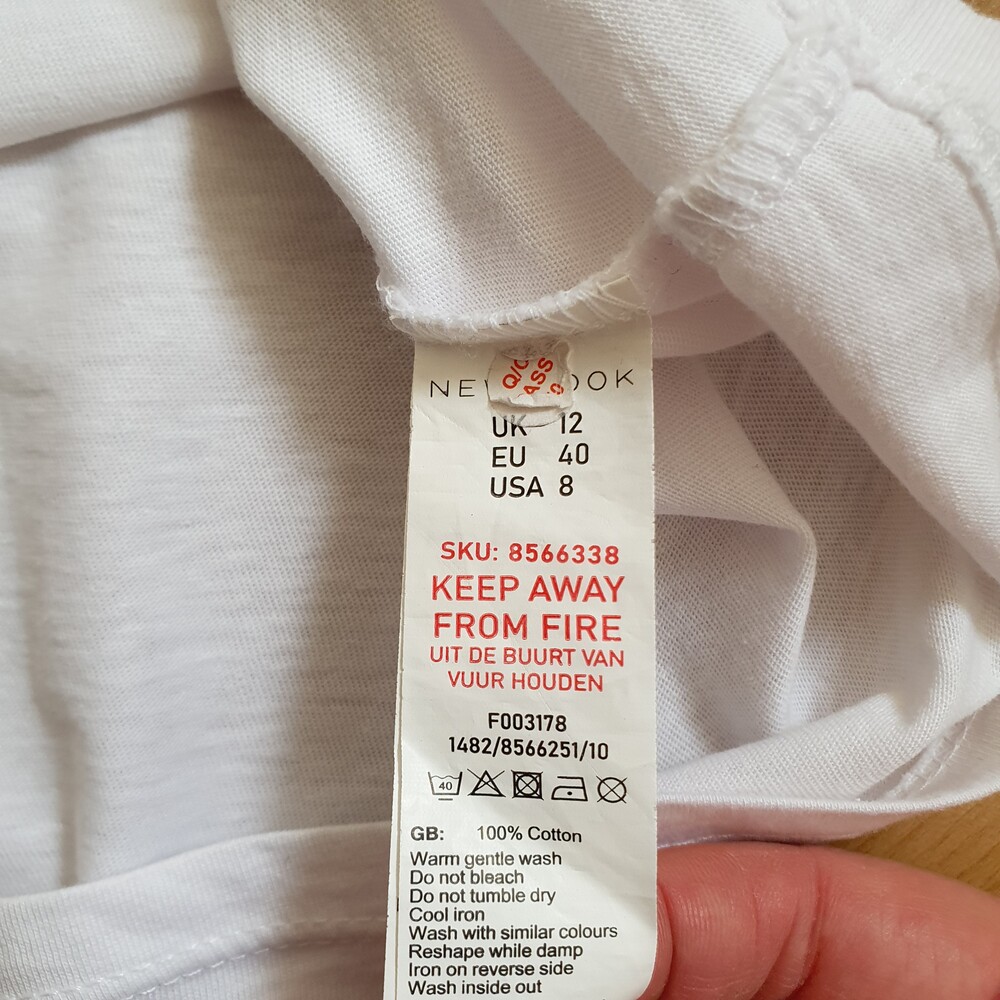 Q/C
ASS
NE OOK
UK 12
EU 40
USA 8
SKU: 8566338
KEEP AWAY
FROM FIRE
UIT DE BUURT VAN
VUUR HOUDEN
F003178
1482/8566251/10
40
GB: 100% Cotton
Warm gentle wash
Do not bleach
Do not tumble dry
Cool iron
Wash with similar colours
Reshape while damp
Iron on reverse side
Wash inside out